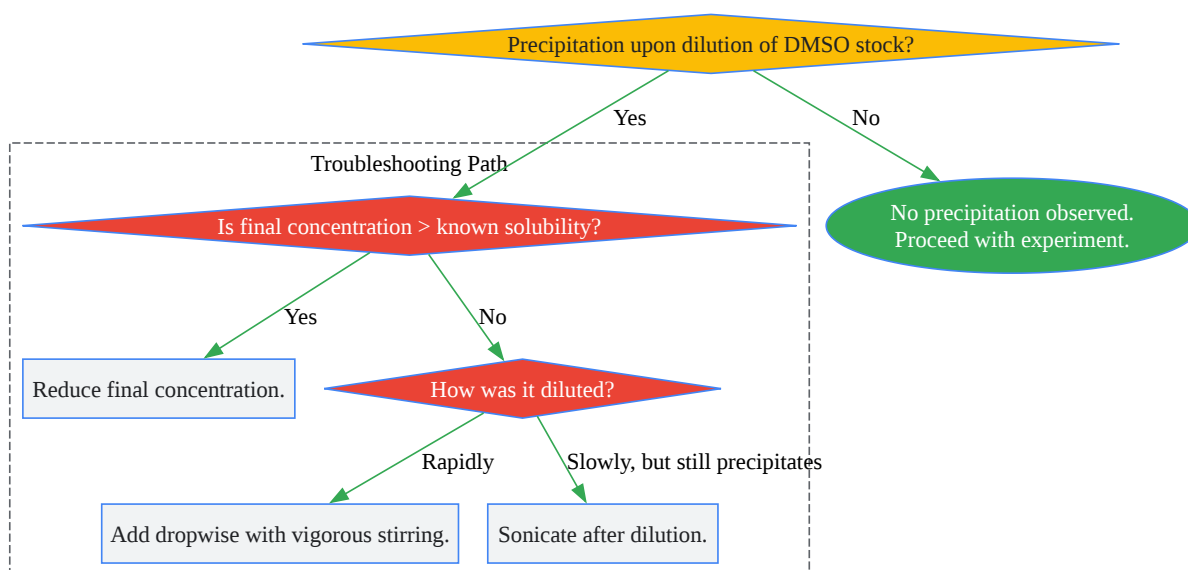 Precipitation upon dilution of DMSO stock?
Yes
No
Troubleshooting Path
Is final concentration > known solubility?
No precipitation observed.
Proceed with experiment.
Yes
No
Reduce final concentration.
How was it diluted?
Rapidly
Slowly, but still precipitates
Add dropwise with vigorous stirring.
Sonicate after dilution.